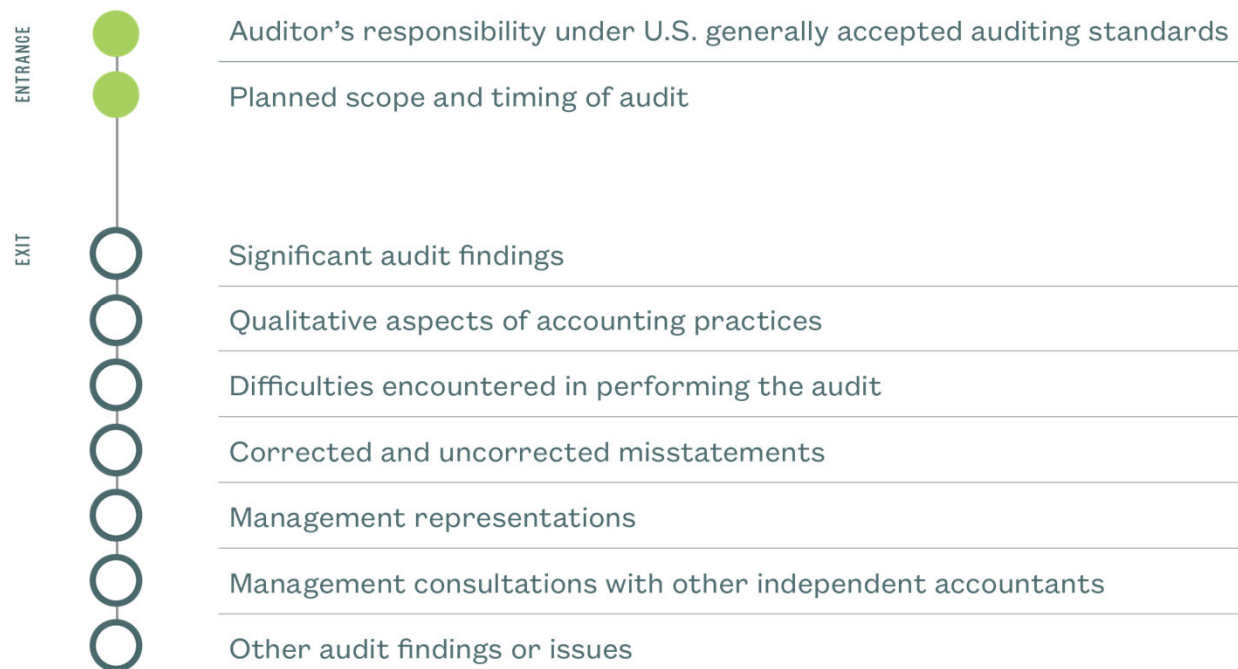 ENTRANCE
Auditor’s responsibility under U.S. generally accepted auditing standards
Planned scope and timing of audit
EXIT
Significant audit findings
Qualitative aspects of accounting practices
Difficulties encountered in performing the audit
Corrected and uncorrected misstatements
Management representations
Management consultations with other independent accountants
Other audit findings or issues